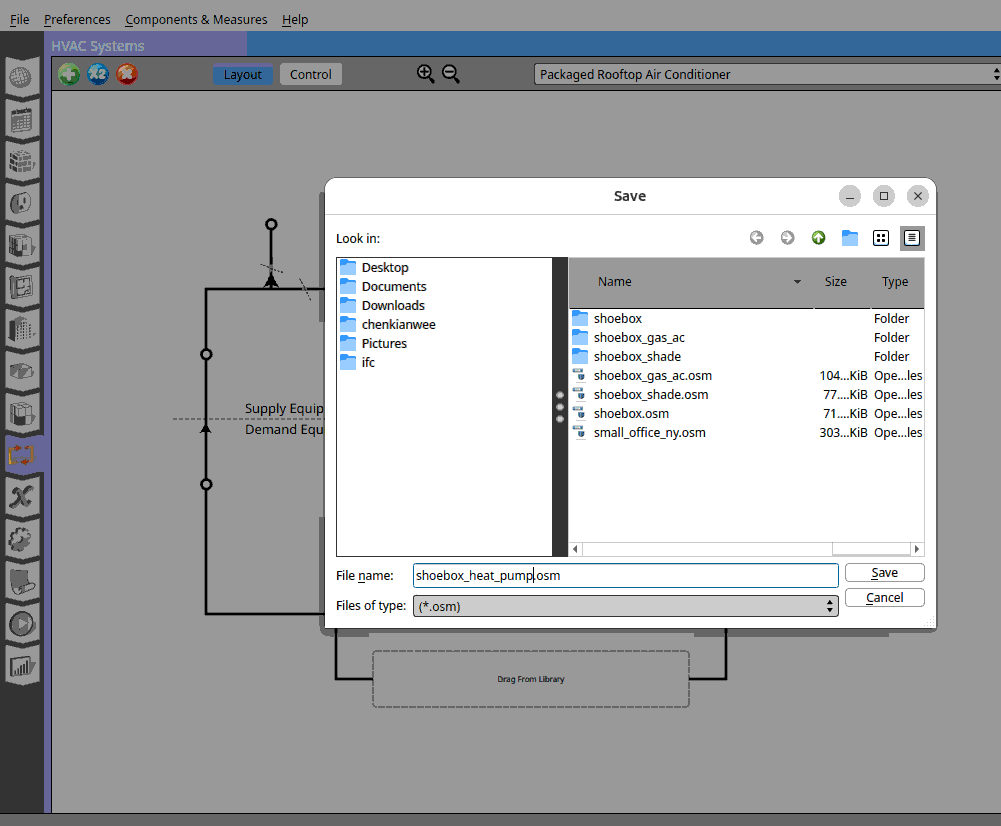 File Preferences Components & Measures Help
HVAC Systems
X2
Layout Control Packaged Rooftop Air Conditioner
Save
Look in:
Desktop
Documents
Downloads
chenkianwee
Pictures
ifc
Name Size Type
shoebox Folder
shoebox_gas_ac Folder
shoebox_shade Folder
shoebox_gas_ac.osm 104...KiB Ope...les
shoebox_shade.osm 77...KiB Ope...les
shoebox.osm 71...KiB Ope...les
small_office_ny.osm 303...KiB Ope...les
Supply Equip
Demand Equ
File name: shoebox_heat_pump.osm Save
Files of type: (*.osm) Cancel
Drag From Library